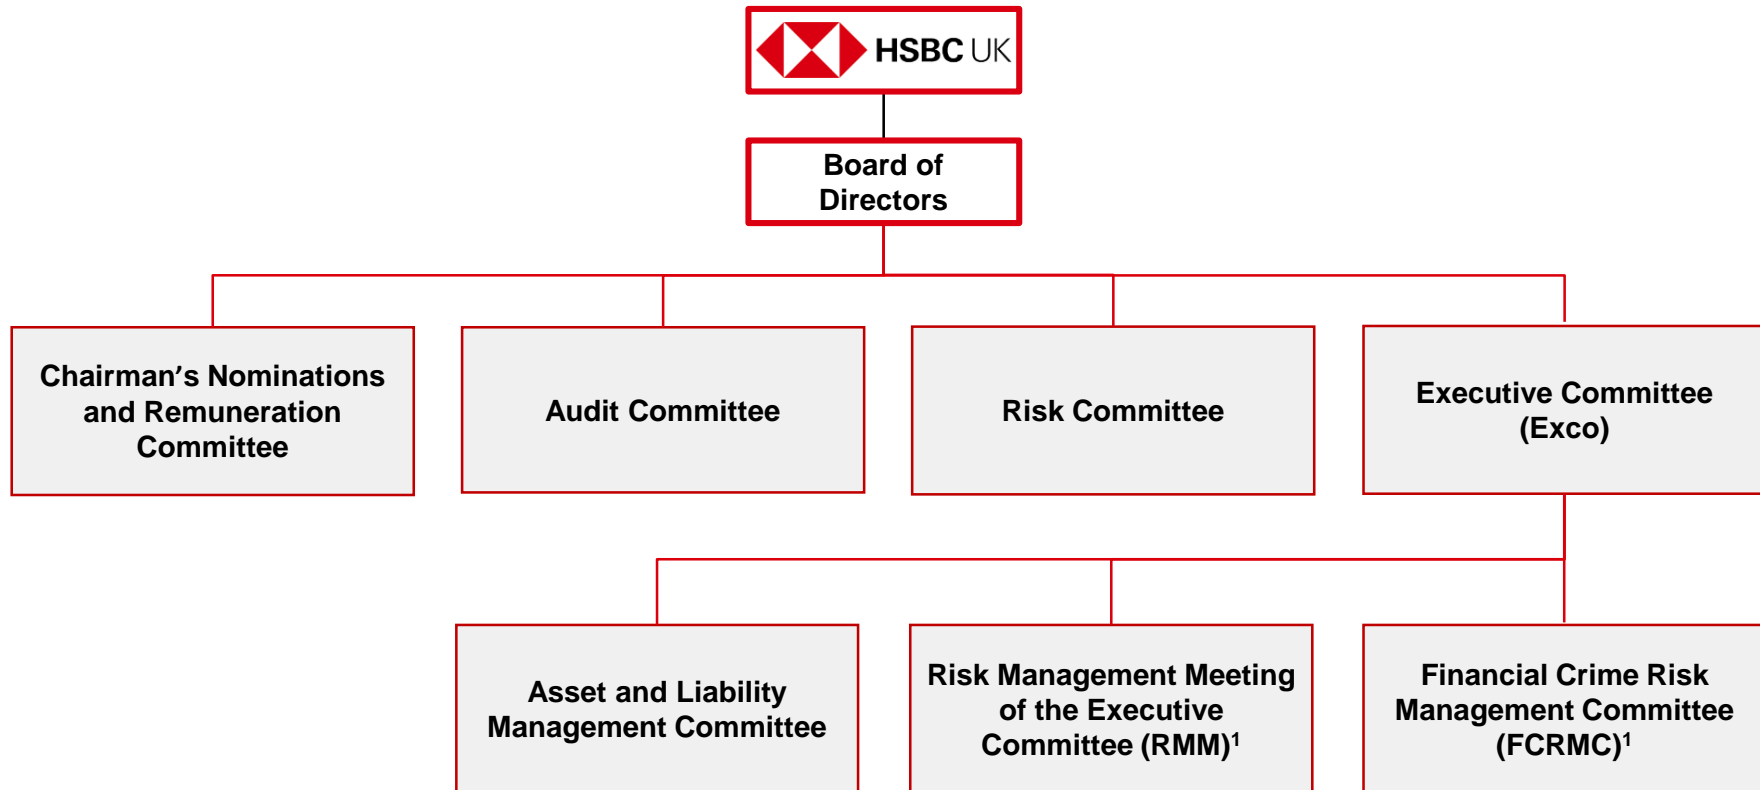 HSBC UK
Board of
Directors
Chairman's Nominations
and Remuneration
Committee
Audit Committee
Risk Committee
Executive Committee
(Exco)
Asset and Liability
Management Committee
Risk Management Meeting
of the Executive
Committee (RMM)¹
Financial Crime Risk
Management Committee
(FCRMC)¹